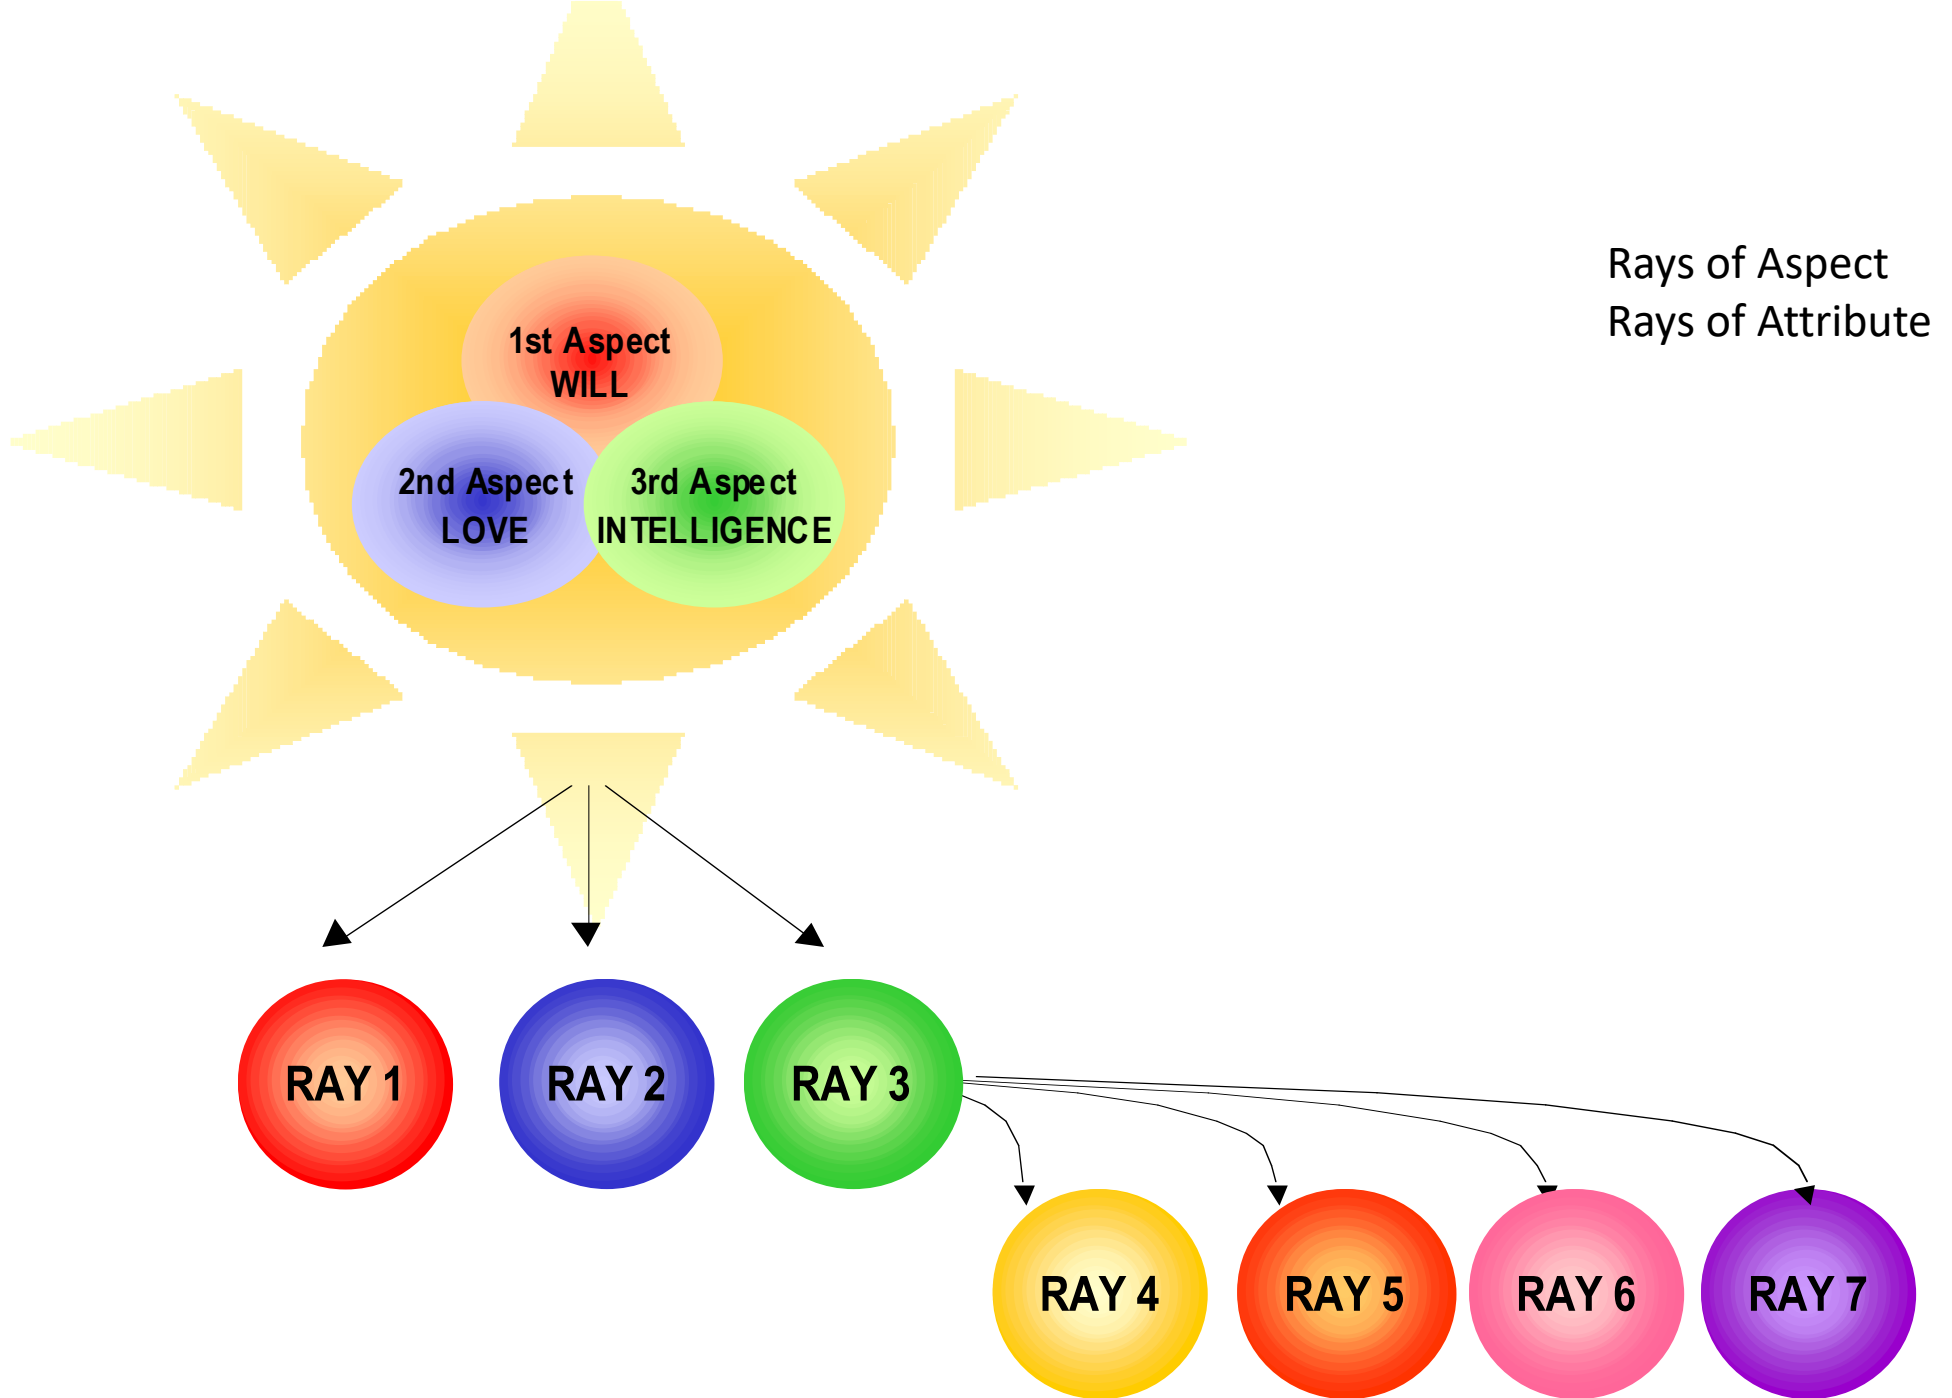 Rays of Aspect
Rays of Attribute
1st Aspect
WILL
2nd Aspect
LOVE
3rd Aspect
INTELLIGENCE
RAY 1
RAY 2
RAY 3
RAY 4
RAY 5
RAY 6
RAY 7